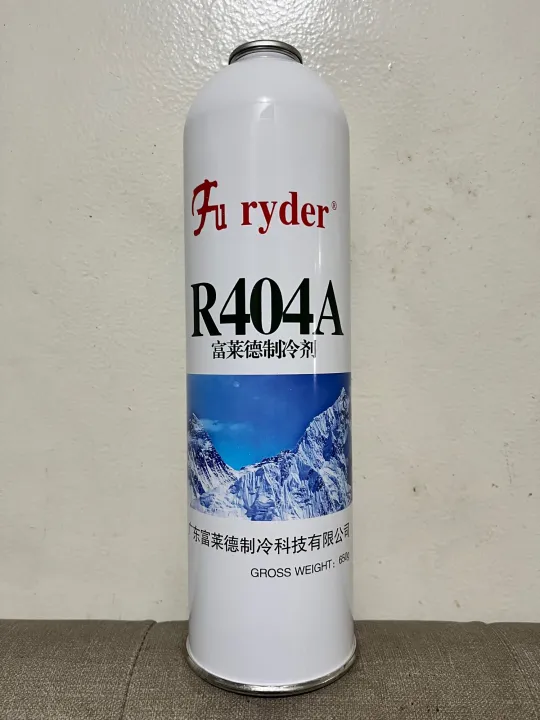 Fu ryder®
R404A
富莱德制冷剂
广东富莱德制冷科技有限公司
GROSS WEIGHT: 650g